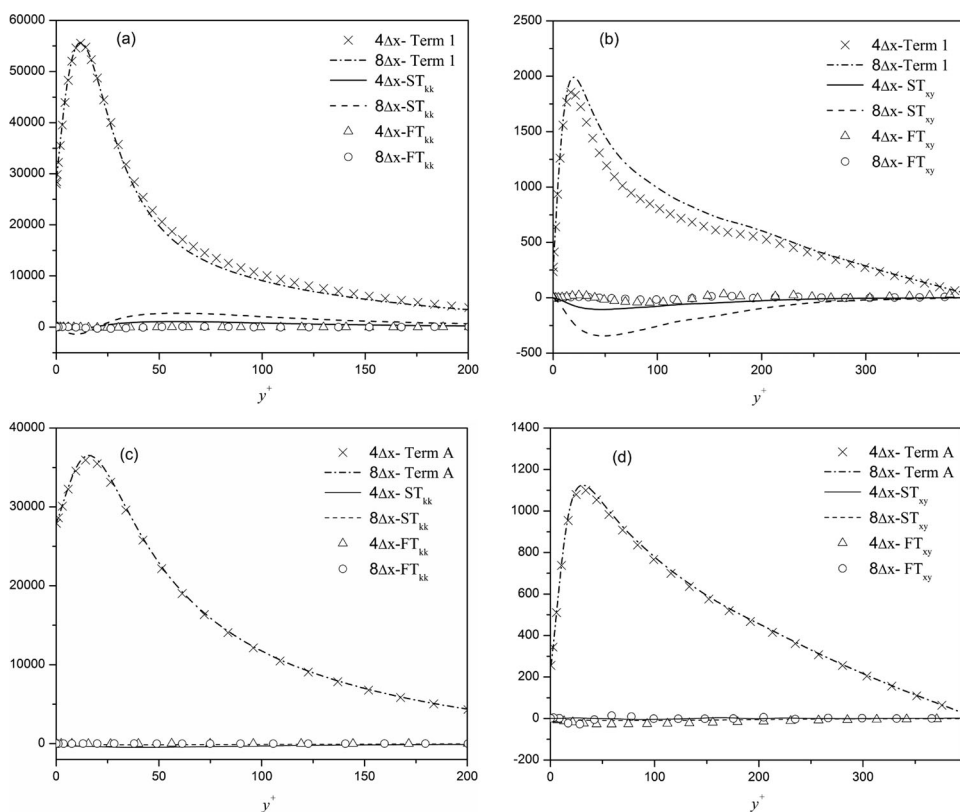 (a)
60000
50000
40000
30000
20000
10000
0
4Δx- Term 1
8Δx- Term 1
4Δx-ST_kk
8Δx-ST_kk
4Δx-FT_kk
8Δx-FT_kk
0 50 100 150 200
y⁺
(b)
2500
2000
1500
1000
500
0
-500
4Δx-Term 1
8Δx-Term 1
4Δx- ST_xy
8Δx- ST_xy
4Δx- FT_xy
8Δx- FT_xy
0 100 200 300
y⁺
(c)
40000
30000
20000
10000
0
4Δx- Term A
8Δx- Term A
4Δx- ST_kk
8Δx-ST_kk
4Δx-FT_kk
8Δx-FT_kk
0 25 50 75 100 125 150 175 200
y⁺
(d)
1400
1200
1000
800
600
400
200
0
-200
4Δx- Term A
8Δx- Term A
4Δx-ST_xy
8Δx-ST_xy
4Δx- FT_xy
8Δx- FT_xy
0 100 200 300
y⁺